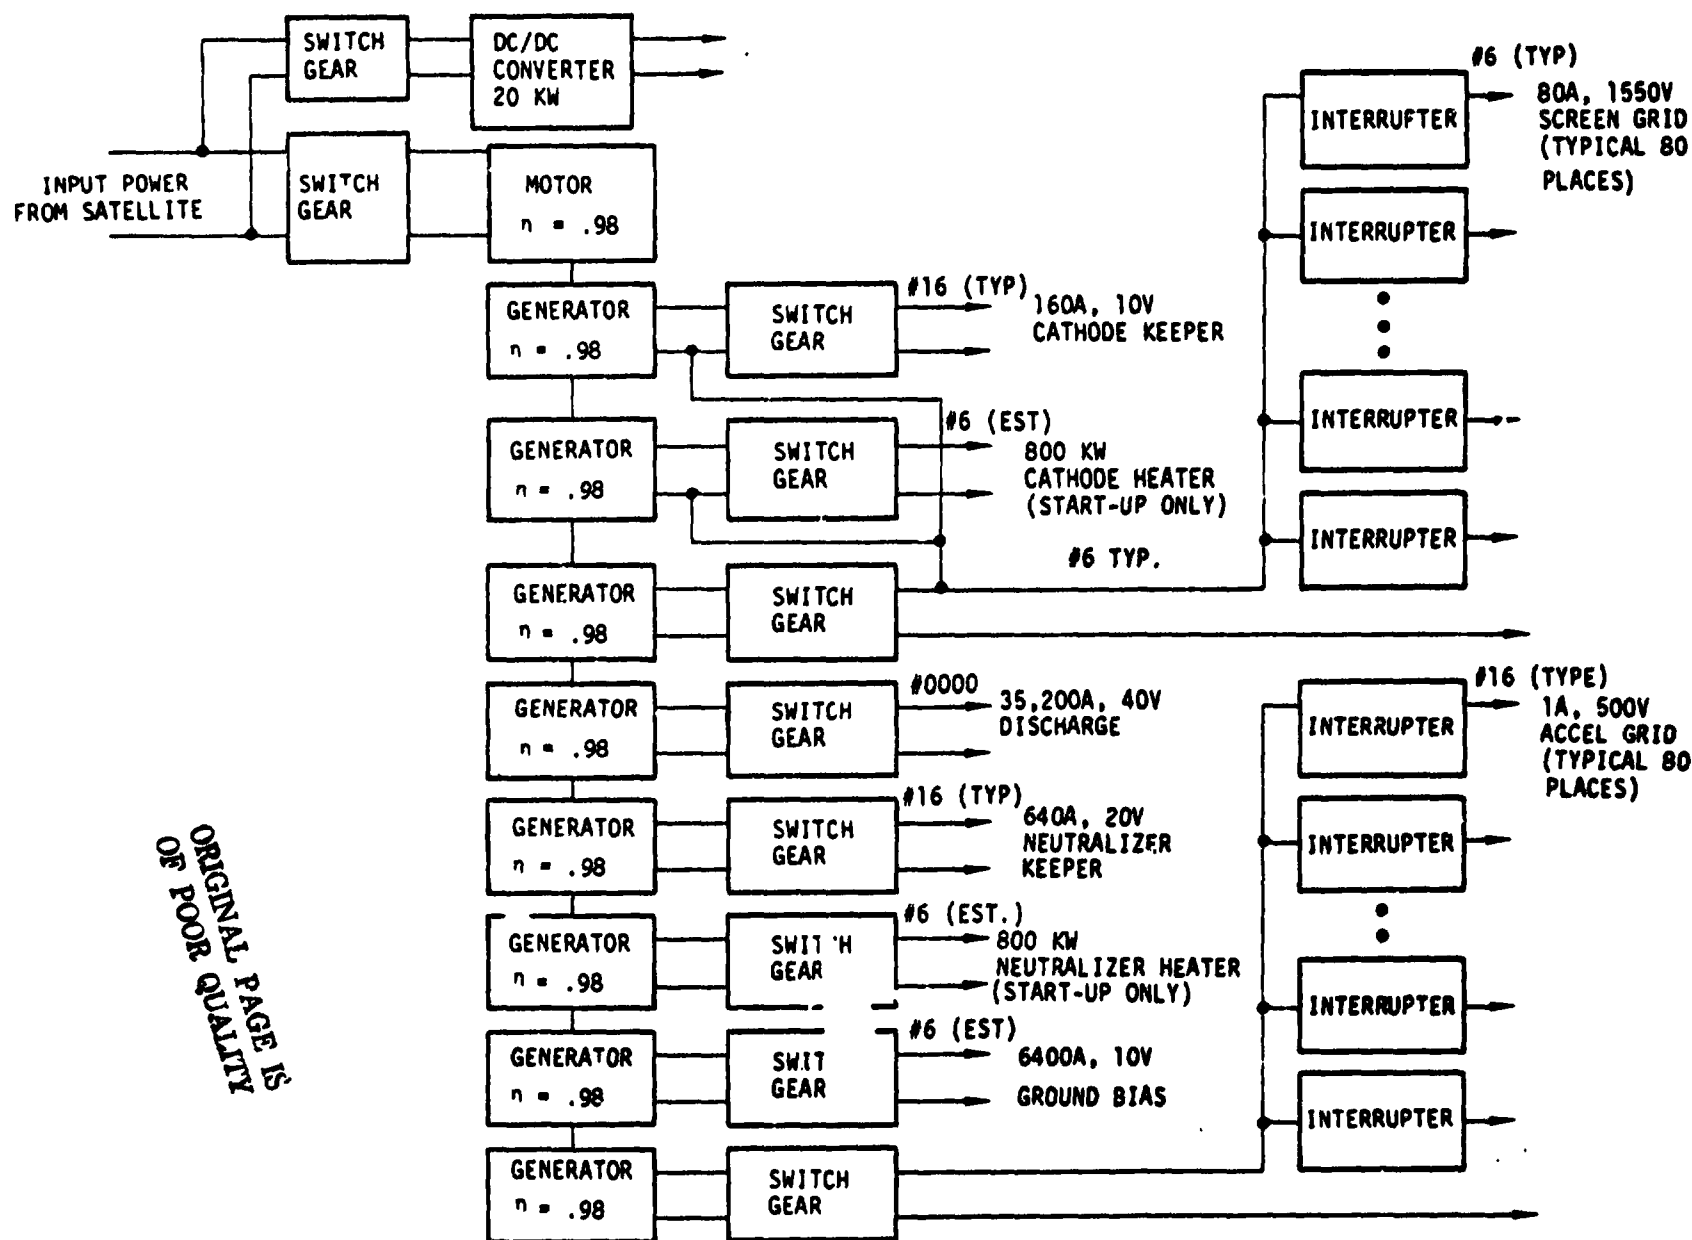 SWITCH
GEAR
DC/DC
CONVERTER
20 KW
INPUT POWER
FROM SATELLITE
SWITCH
GEAR
MOTOR
n = .98
GENERATOR
n = .98
SWITCH
GEAR
#16 (TYP)
160A, 10V
CATHODE KEEPER
GENERATOR
n = .98
SWITCH
GEAR
#6 (EST)
800 KW
CATHODE HEATER
(START-UP ONLY)
GENERATOR
n = .98
SWITCH
GEAR
#6 TYP.
INTERRUFTER
#6 (TYP)
80A, 1550V
SCREEN GRID
(TYPICAL 80
PLACES)
INTERRUPTER
INTERRUPTER
INTERRUPTER
GENERATOR
n = .98
SWITCH
GEAR
#0000
35,200A, 40V
DISCHARGE
GENERATOR
n = .98
SWITCH
GEAR
#16 (TYP)
640A, 20V
NEUTRALIZER
KEEPER
GENERATOR
n = .98
SWIT'H
GEAR
#6 (EST.)
800 KW
NEUTRALIZER HEATER
(START-UP ONLY)
GENERATOR
n = .98
SWIT
GEAR
#6 (EST)
6400A, 10V
GROUND BIAS
GENERATOR
n = .98
SWITCH
GEAR
INTERRUPTER
#16 (TYPE)
1A, 500V
ACCEL GRID
(TYPICAL 80
PLACES)
INTERRUPTER
INTERRUPTER
INTERRUPTER
ORIGINAL PAGE IS
OF POOR QUALITY